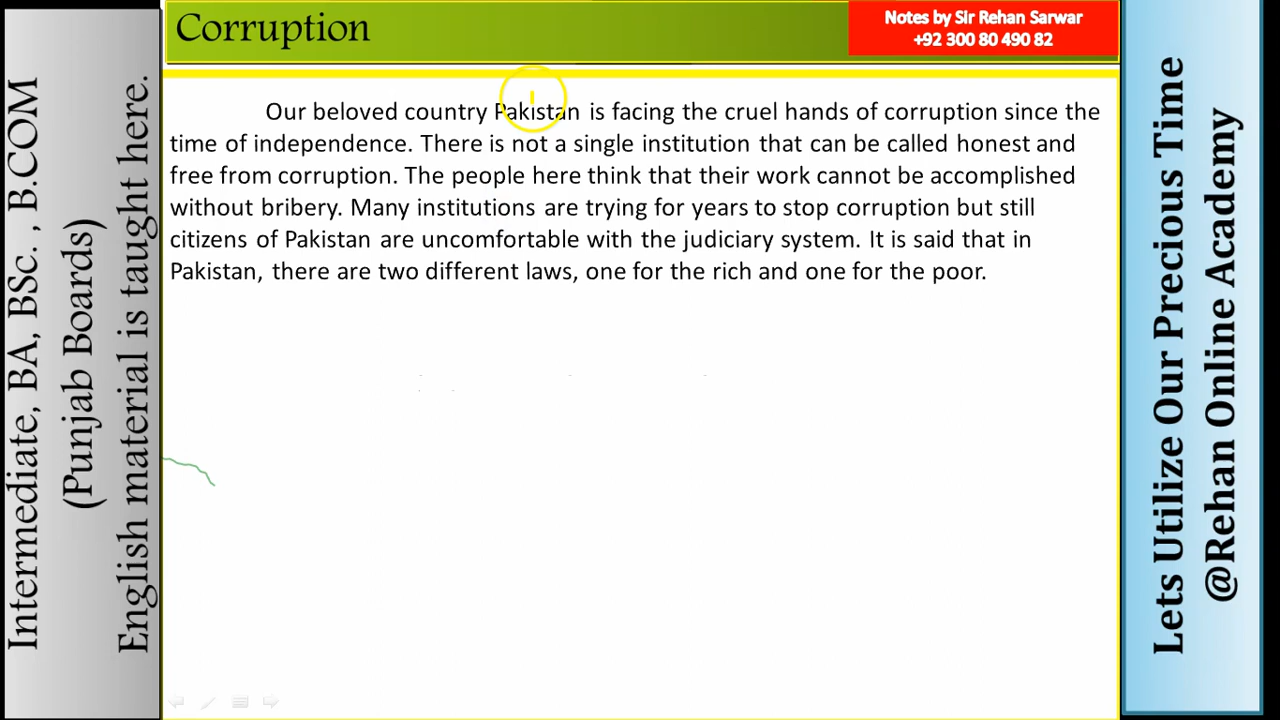 Corruption
Notes by Sir Rehan Sarwar
+92 300 80 490 82
Our beloved country Pakistan is facing the cruel hands of corruption since the
time of independence. There is not a single institution that can be called honest and
free from corruption. The people here think that their work cannot be accomplished
without bribery. Many institutions are trying for years to stop corruption but still
citizens of Pakistan are uncomfortable with the judiciary system. It is said that in
Pakistan, there are two different laws, one for the rich and one for the poor.
Intermediate, BA, BSc. , B.COM
(Punjab Boards)
English material is taught here.
Lets Utilize Our Precious Time
@Rehan Online Academy